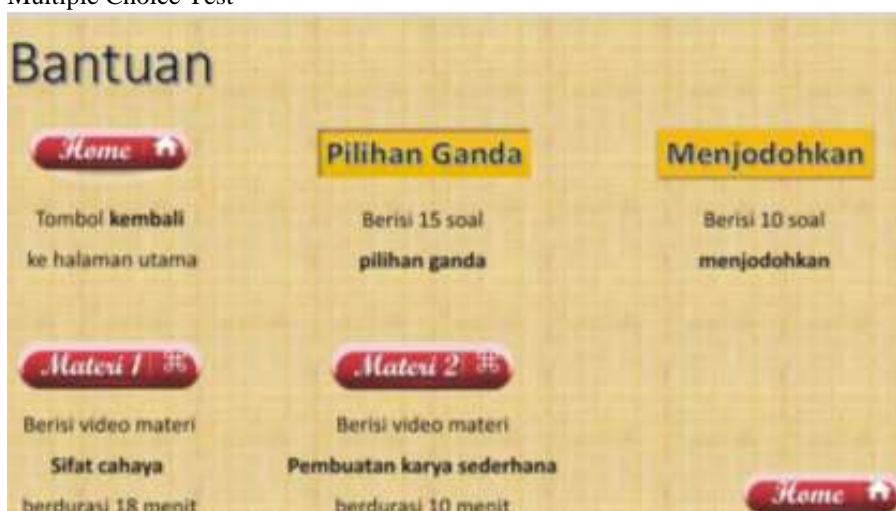 Multiple Choice Test
Bantuan
Home
Tombol kembali
ke halaman utama
Pilihan Ganda
Berisi 15 soal
pilihan ganda
Menjodohkan
Berisi 10 soal
menjodohkan
Materi 1
Berisi video materi
Sifat cahaya
berdurasi 18 menit
Materi 2
Berisi video materi
Pembuatan karya sederhana
berdurasi 10 menit
Home